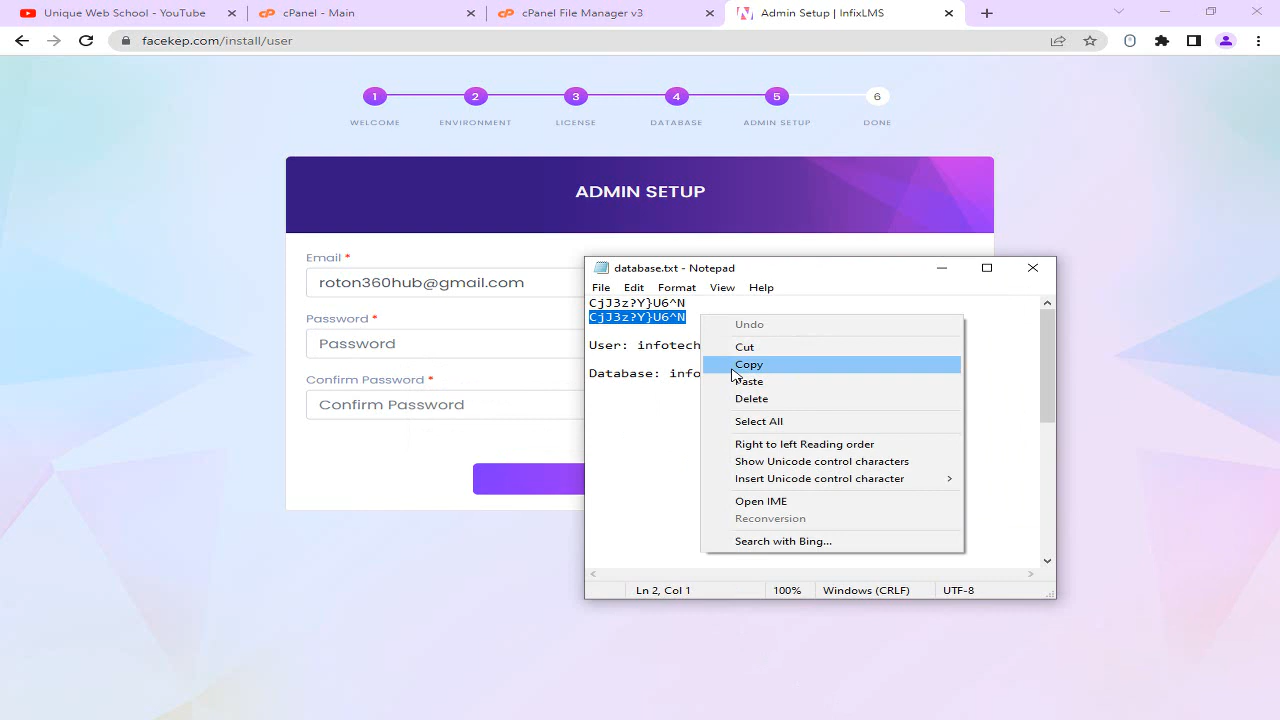 Unique Web School - YouTube
cPanel - Main
cPanel File Manager v3
Admin Setup | InfixLMS
facekep.com/install/user
1 2 3 4 5 6
WELCOME ENVIRONMENT LICENSE DATABASE ADMIN SETUP DONE
ADMIN SETUP
Email *
roton360hub@gmail.com
Password *
Password
Confirm Password *
Confirm Password
database.txt - Notepad
File Edit Format View Help
CjJ3z?Y}U6^N
CjJ3z?Y}U6^N
User: infotech
Database: info
Undo
Cut
Copy
Paste
Delete
Select All
Right to left Reading order
Show Unicode control characters
Insert Unicode control character
Open IME
Reconversion
Search with Bing...
Ln 2, Col 1 100% Windows (CRLF) UTF-8